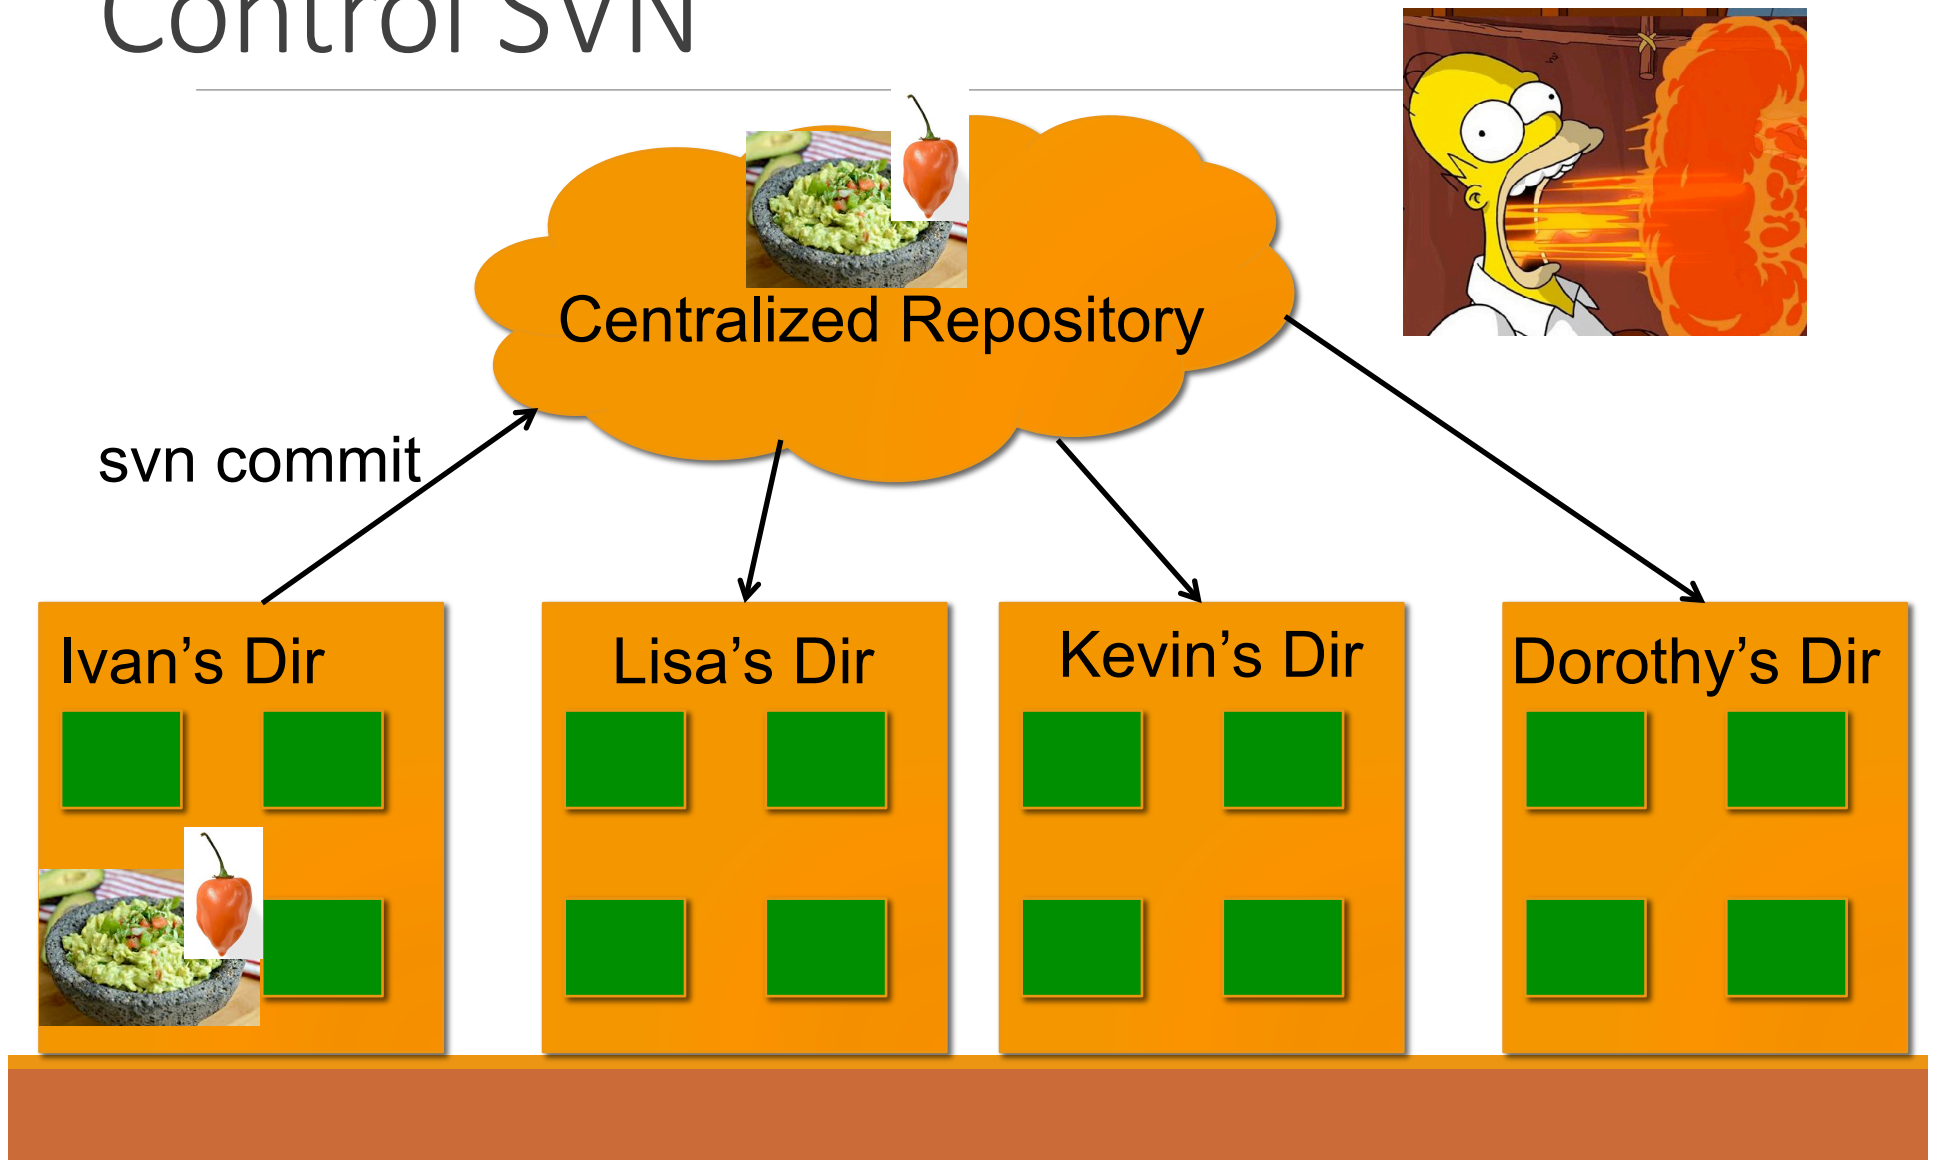 Control SVN
Centralized Repository
svn commit
Ivan’s Dir
Lisa’s Dir
Kevin’s Dir
Dorothy’s Dir